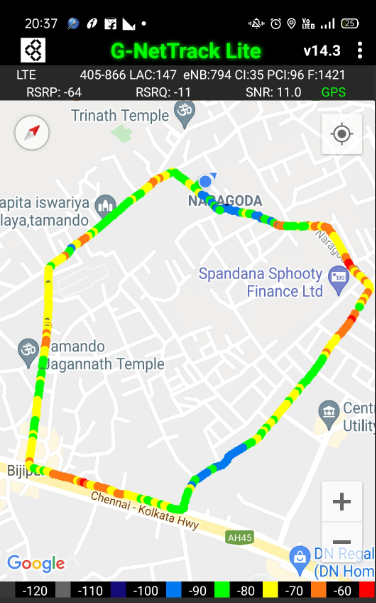 20:37
25
G-NetTrack Lite
v14.3
LTE 405-866 LAC:147 eNB:794 CI:35 PCI:96 F:1421
RSRP: -64 RSRQ: -11 SNR: 11.0 GPS
Trinath Temple
apita iswariya
laya,tamando
NARAGODA
Spandana Sphooty
Finance Ltd
Jagannath Temple
Centr
Utility
Chennai - Kolkata Hwy
AH45
DN Regal
(DN Hom
Google
-120 -110 -100 -90 -80 -70 -60